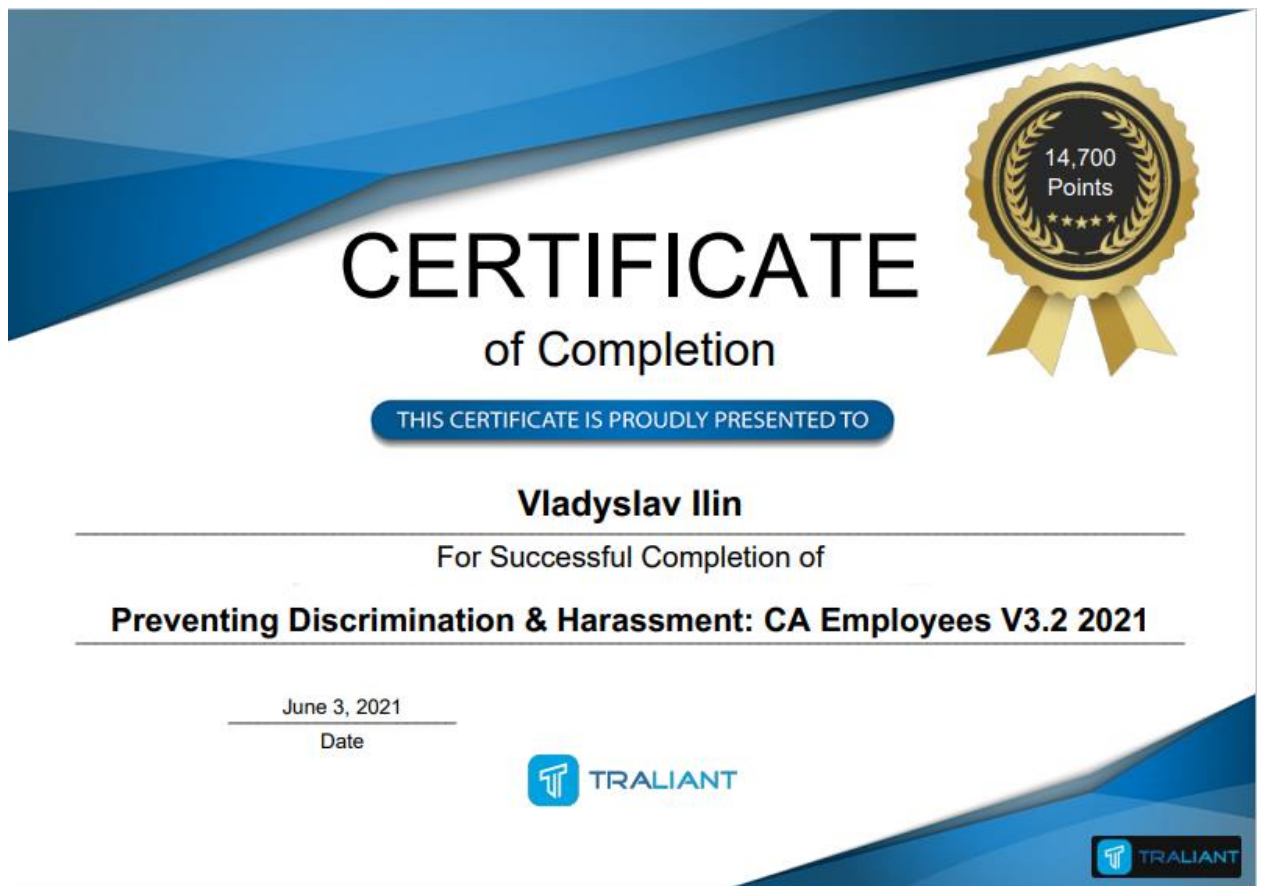 14,700
Points
CERTIFICATE
of Completion
THIS CERTIFICATE IS PROUDLY PRESENTED TO
Vladyslav Ilin
For Successful Completion of
Preventing Discrimination & Harassment: CA Employees V3.2 2021
June 3, 2021
Date
TRALIANT
TRALIANT